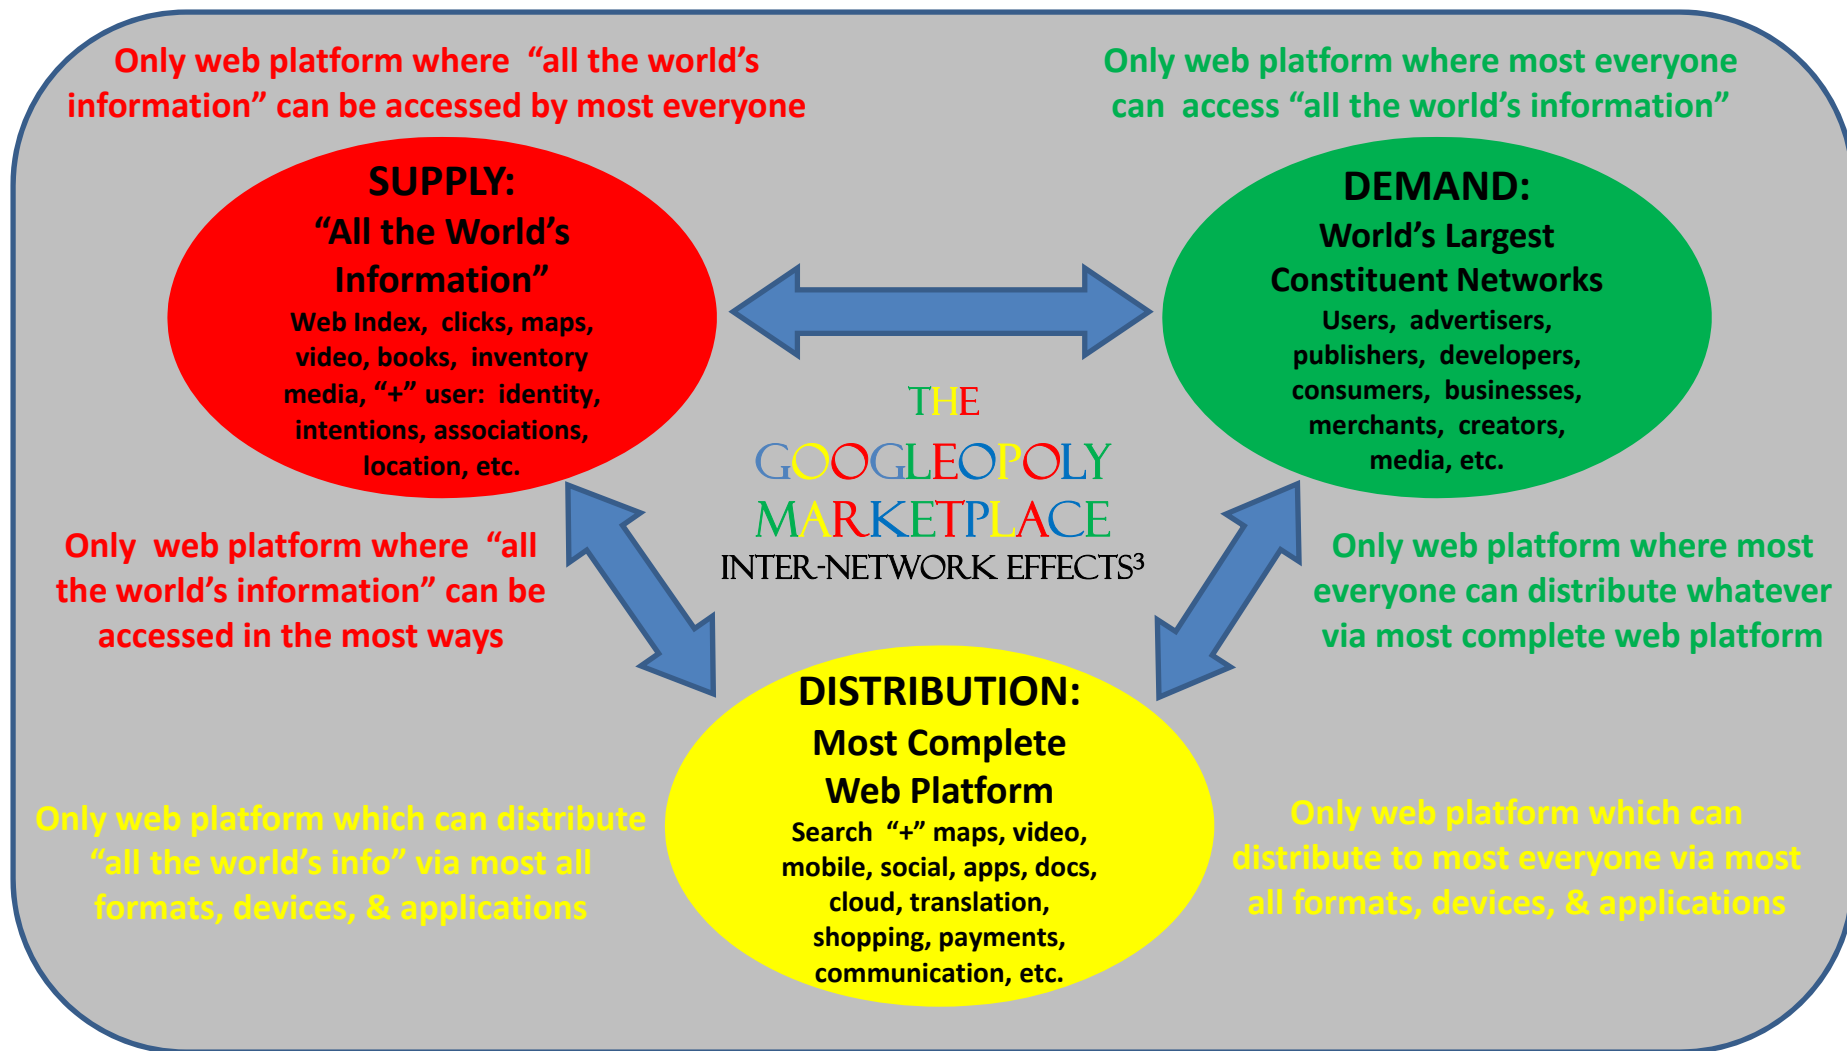 Only web platform where “all the world’s
information” can be accessed by most everyone
Only web platform where most everyone
can access “all the world’s information”
SUPPLY:
“All the World’s
Information”
Web Index, clicks, maps,
video, books, inventory
media, “+” user: identity,
intentions, associations,
location, etc.
DEMAND:
World’s Largest
Constituent Networks
Users, advertisers,
publishers, developers,
consumers, businesses,
merchants, creators,
media, etc.
THE
GOOGLEOPOLY
MARKETPLACE
INTER-NETWORK EFFECTS³
Only web platform where “all
the world’s information” can be
accessed in the most ways
Only web platform where most
everyone can distribute whatever
via most complete web platform
DISTRIBUTION:
Most Complete
Web Platform
Search “+” maps, video,
mobile, social, apps, docs,
cloud, translation,
shopping, payments,
communication, etc.
Only web platform which can distribute
“all the world’s info” via most all
formats, devices, & applications
Only web platform which can
distribute to most everyone via most
all formats, devices, & applications